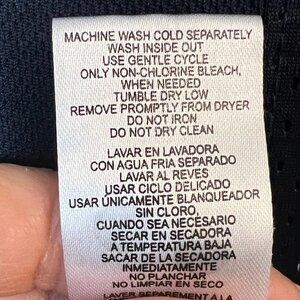 MACHINE WASH COLD SEPARATELY
WASH INSIDE OUT
USE GENTLE CYCLE
ONLY NON-CHLORINE BLEACH,
WHEN NEEDED
TUMBLE DRY LOW
REMOVE PROMPTLY FROM DRYER
DO NOT IRON
DO NOT DRY CLEAN
LAVAR EN LAVADORA
CON AGUA FRIA SEPARADO
LAVAR AL REVES
USAR CICLO DELICADO
USAR ÚNICAMENTE BLANQUEADOR
SIN CLORO,
CUANDO SEA NECESARIO
SECAR EN SECADORA
A TEMPERATURA BAJA
SACAR DE LA SECADORA
INMEDIATAMENTE
NO PLANCHAR
NO LIMPIAR EN SECO
LAVER SEPAREMENT A LA